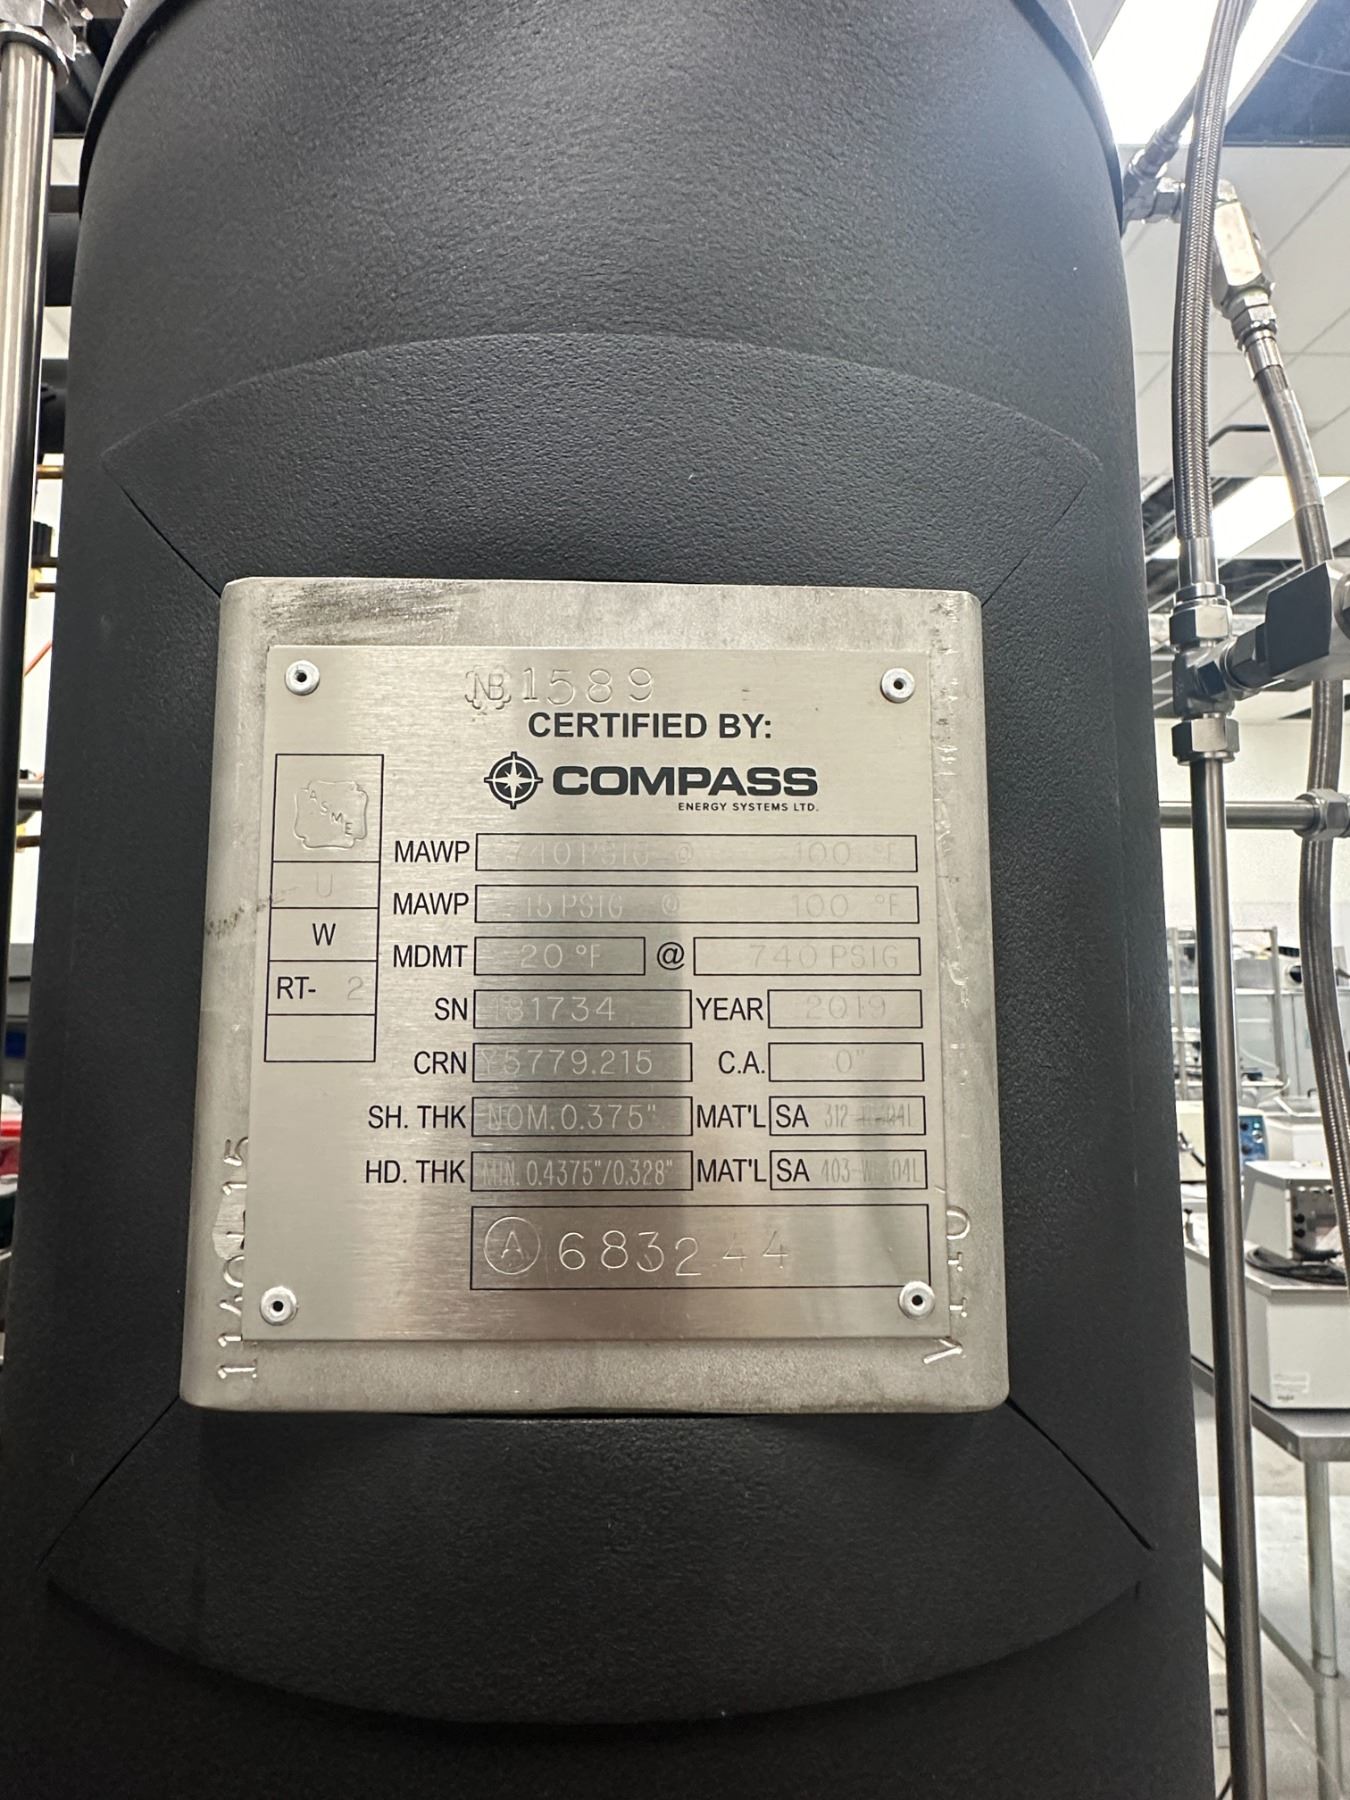 NB 1589
CERTIFIED BY:
COMPASS
ENERGY SYSTEMS LTD.
ASME
U
W
RT- 2
MAWP 740 PSIG @ 100 °F
MAWP 15 PSIG @ 100 °F
MDMT 20 °F @ 740 PSIG
SN 181734 YEAR 2019
CRN Y5779.215 C.A. 0"
SH. THK NOM. 0.375" MAT'L SA 312-
HD. THK MIN. 0.4375"/0.328" MAT'L SA 403-W
A 683244